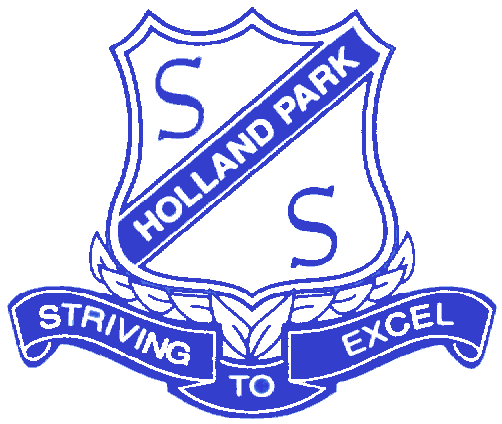 S
HOLLAND PARK
S
STRIVING
TO
EXCEL